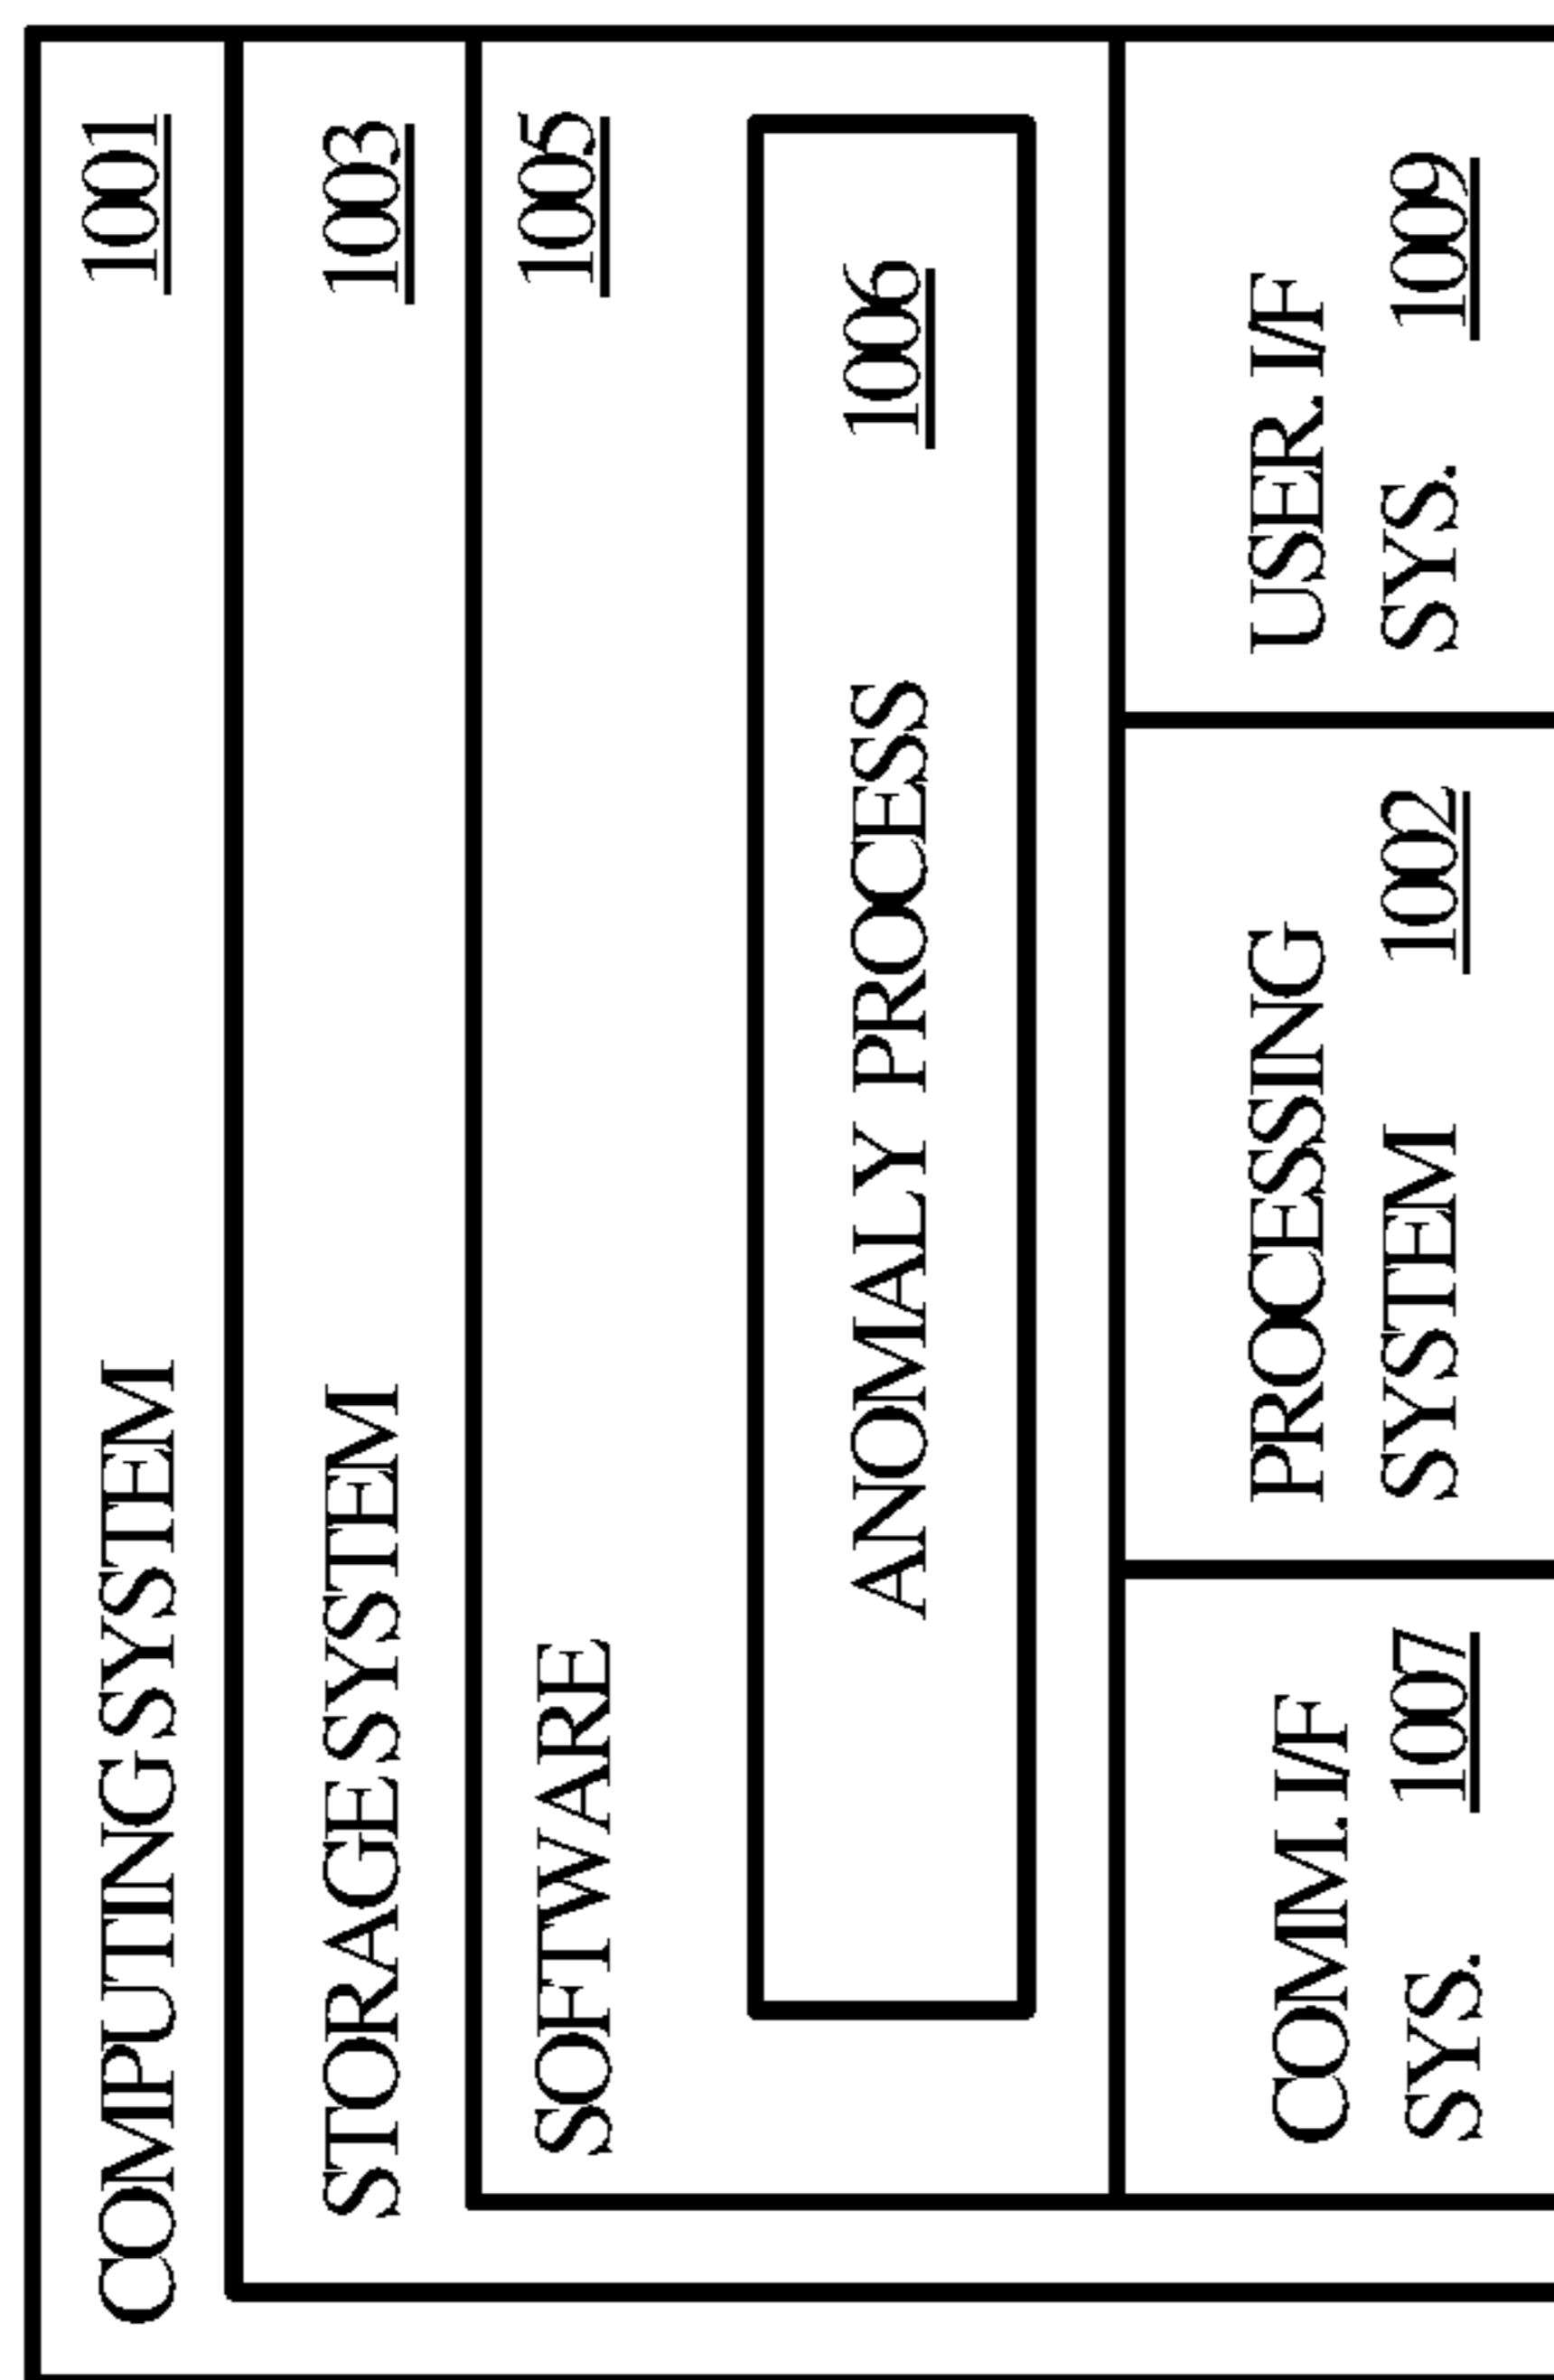 COMPUTING SYSTEM 1001
STORAGE SYSTEM 1003
SOFTWARE 1005
ANOMALY PROCESS 1006
COMM. I/F
SYS. 1007
PROCESSING
SYSTEM 1002
USER. I/F
SYS. 1009